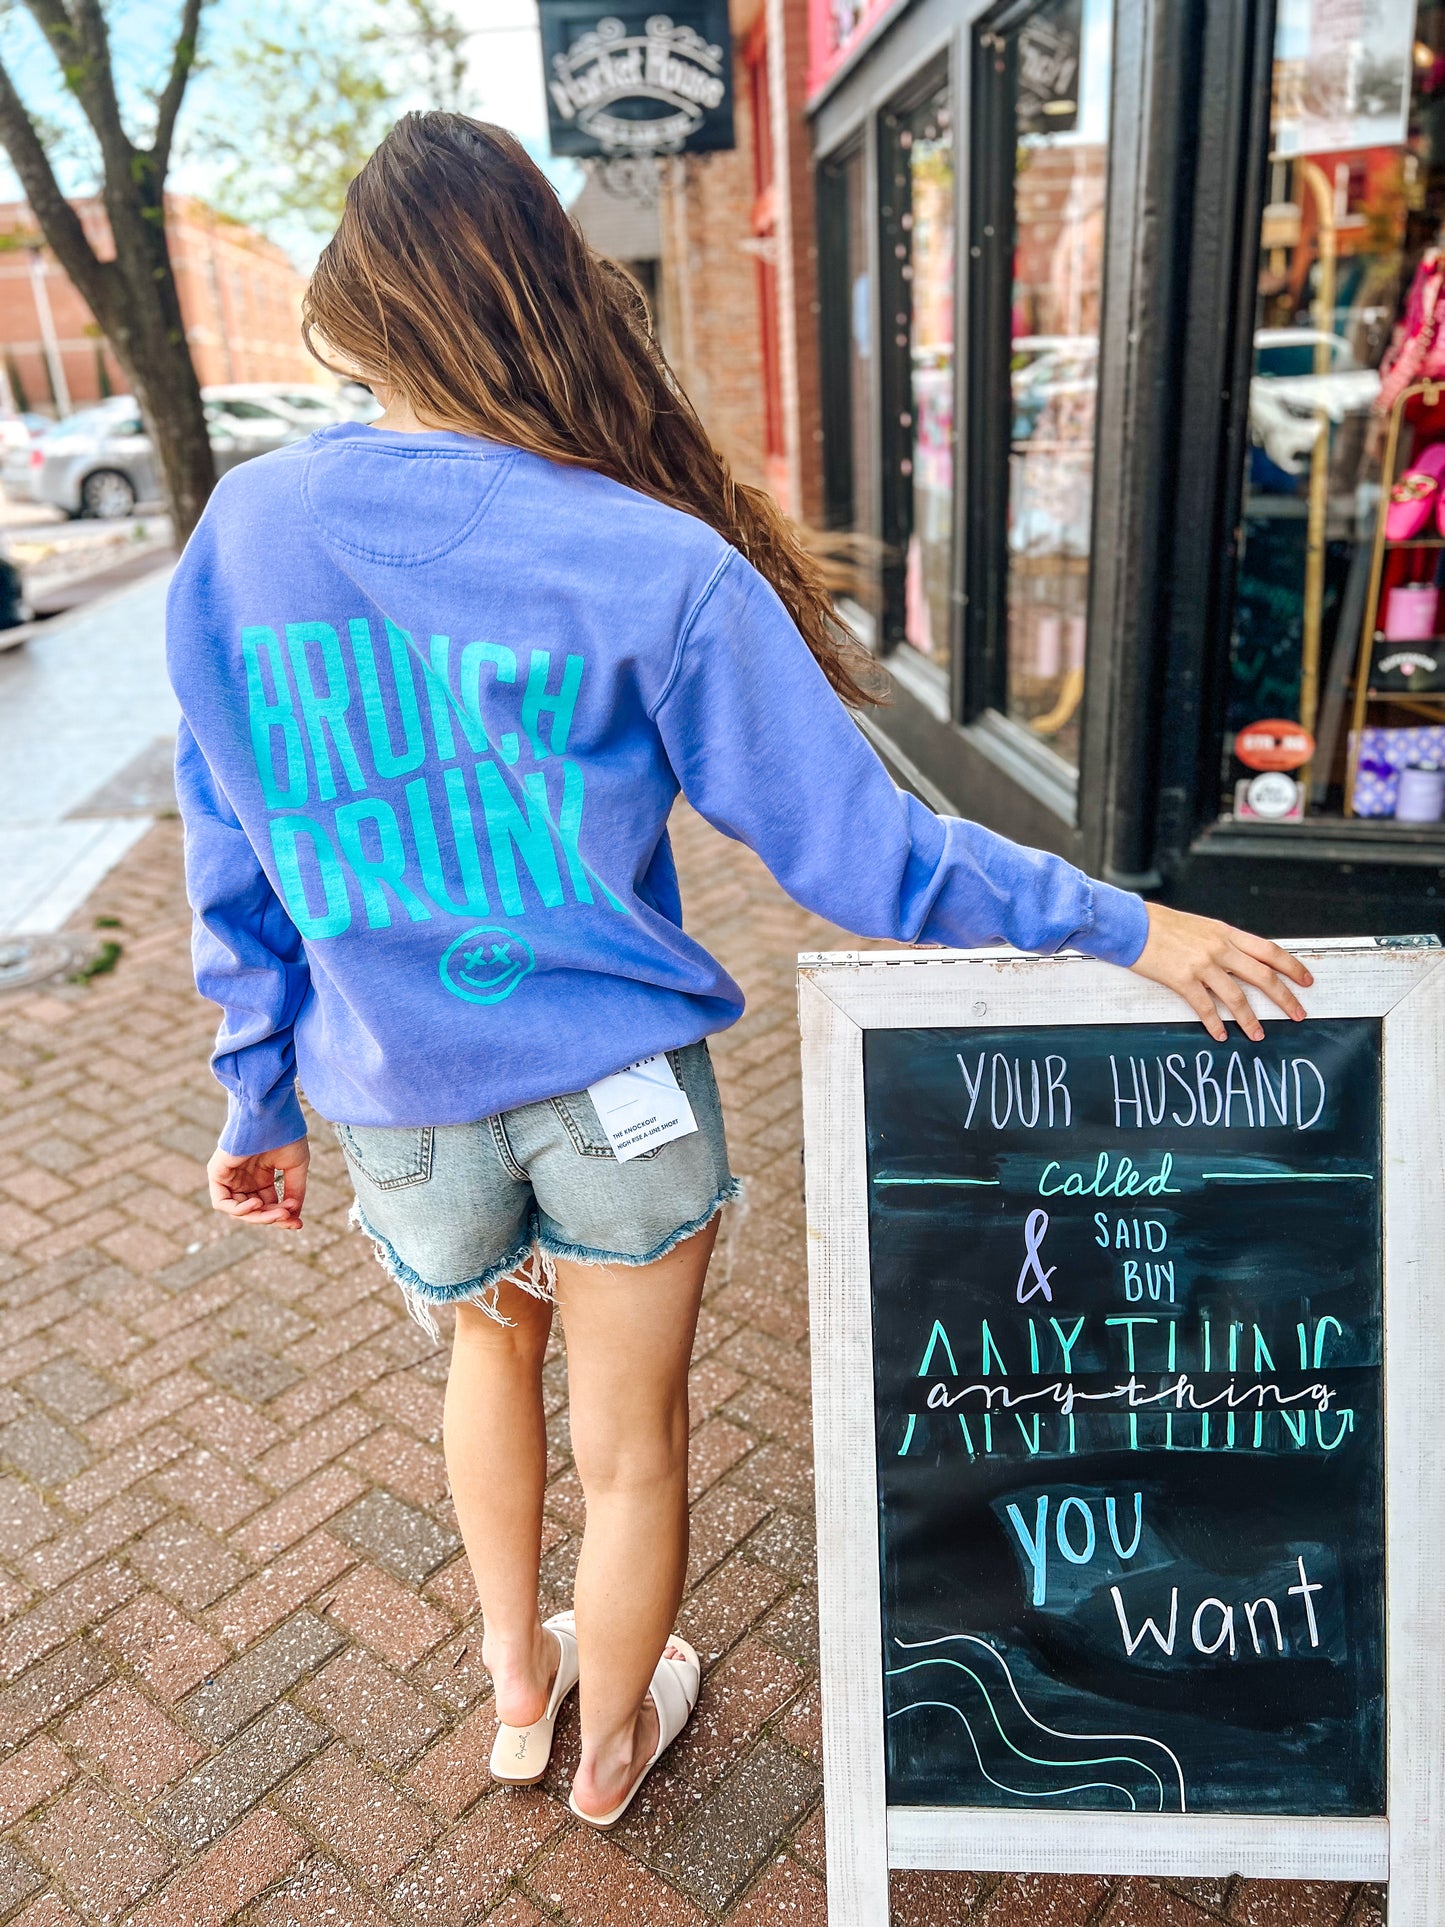 Market House
BRUNCH
DRUNK
THE KNOCKOUT
HIGH RISE A-LINE SHORT
YOUR HUSBAND
called
& SAID
BUY
ANYTHING
anything
you
want